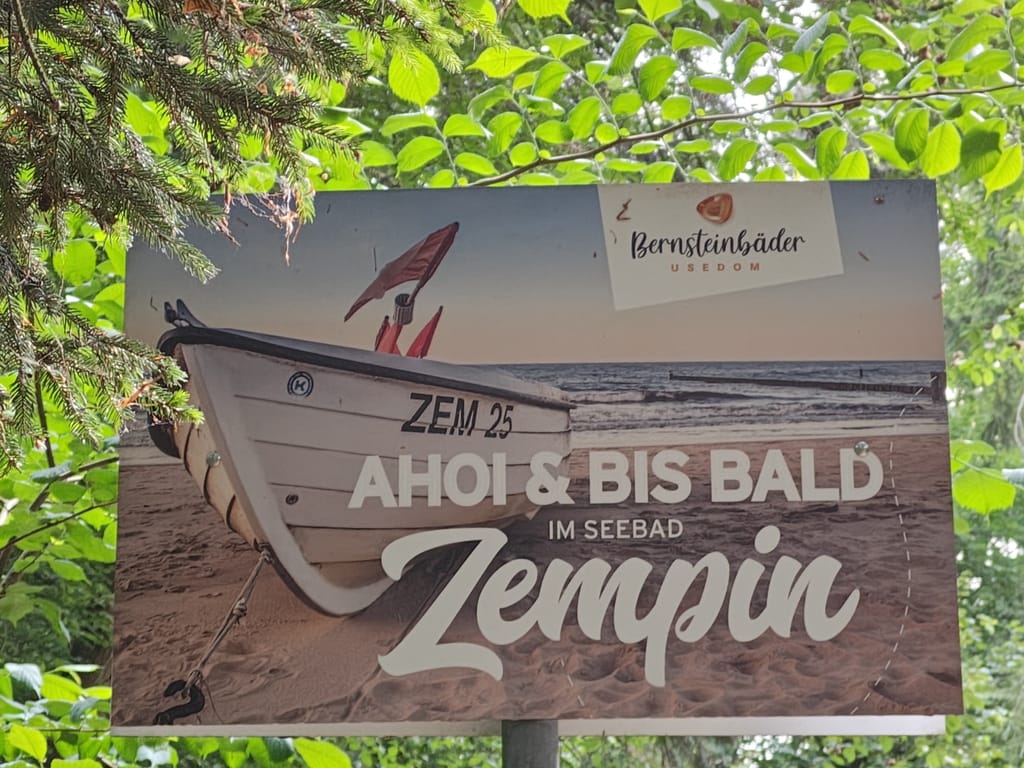 Bernsteinbäder
USEDOM
K
ZEM 25
AHOI & BIS BALD
IM SEEBAD
Zempin